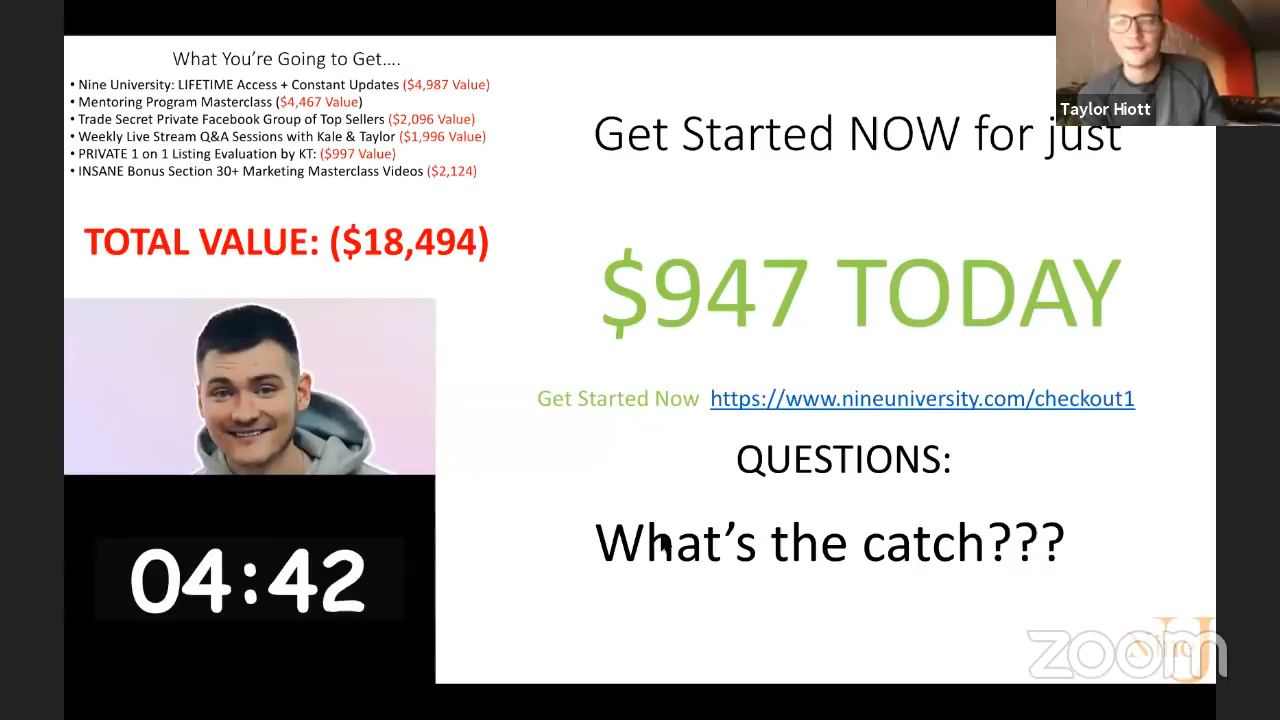 What You're Going to Get....
• Nine University: LIFETIME Access + Constant Updates ($4,987 Value)
• Mentoring Program Masterclass ($4,467 Value)
• Trade Secret Private Facebook Group of Top Sellers ($2,096 Value)
• Weekly Live Stream Q&A Sessions with Kale & Taylor ($1,996 Value)
• PRIVATE 1 on 1 Listing Evaluation by KT: ($997 Value)
• INSANE Bonus Section 30+ Marketing Masterclass Videos ($2,124)
TOTAL VALUE: ($18,494)
04:42
Taylor Hiott
Get Started NOW for just
$947 TODAY
Get Started Now https://www.nineuniversity.com/checkout1
QUESTIONS:
What's the catch???
Nine U
zoom